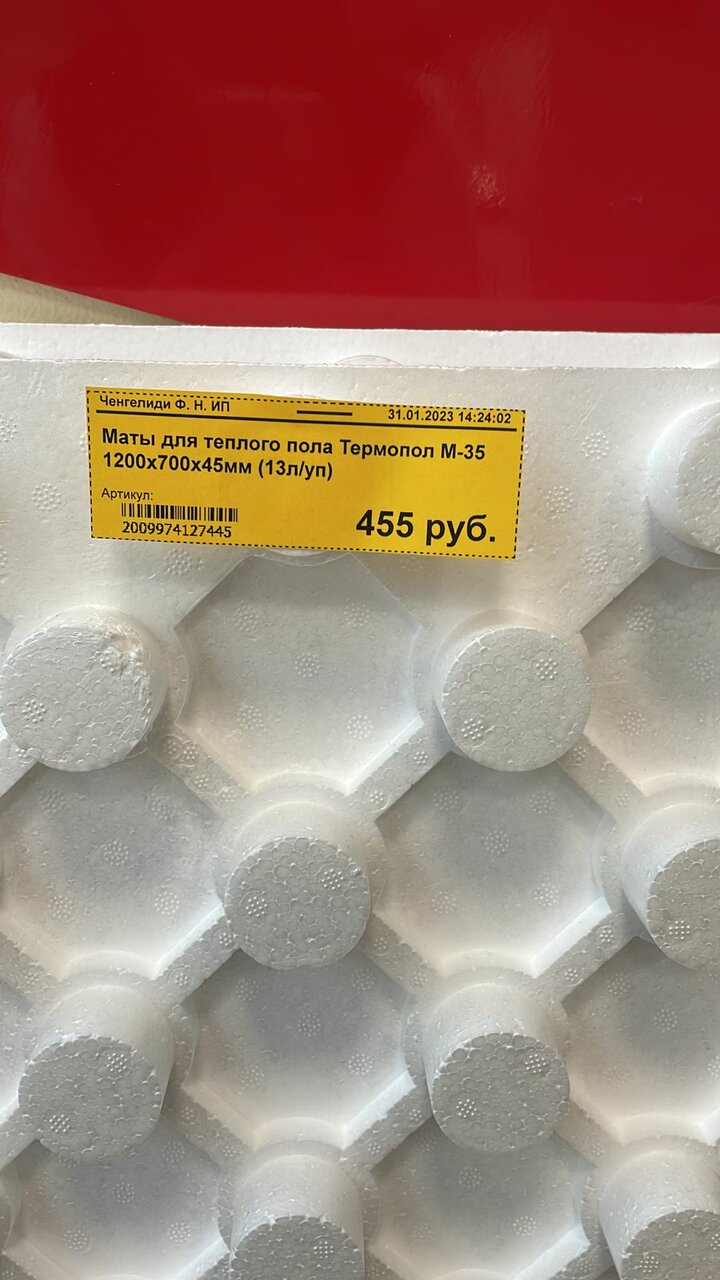 Ченгелиди Ф. Н. ИП 31.01.2023 14:24:02
Маты для теплого пола Термопол М-35
1200х700х45мм (13л/уп)
Артикул:
2009974127445
455 руб.